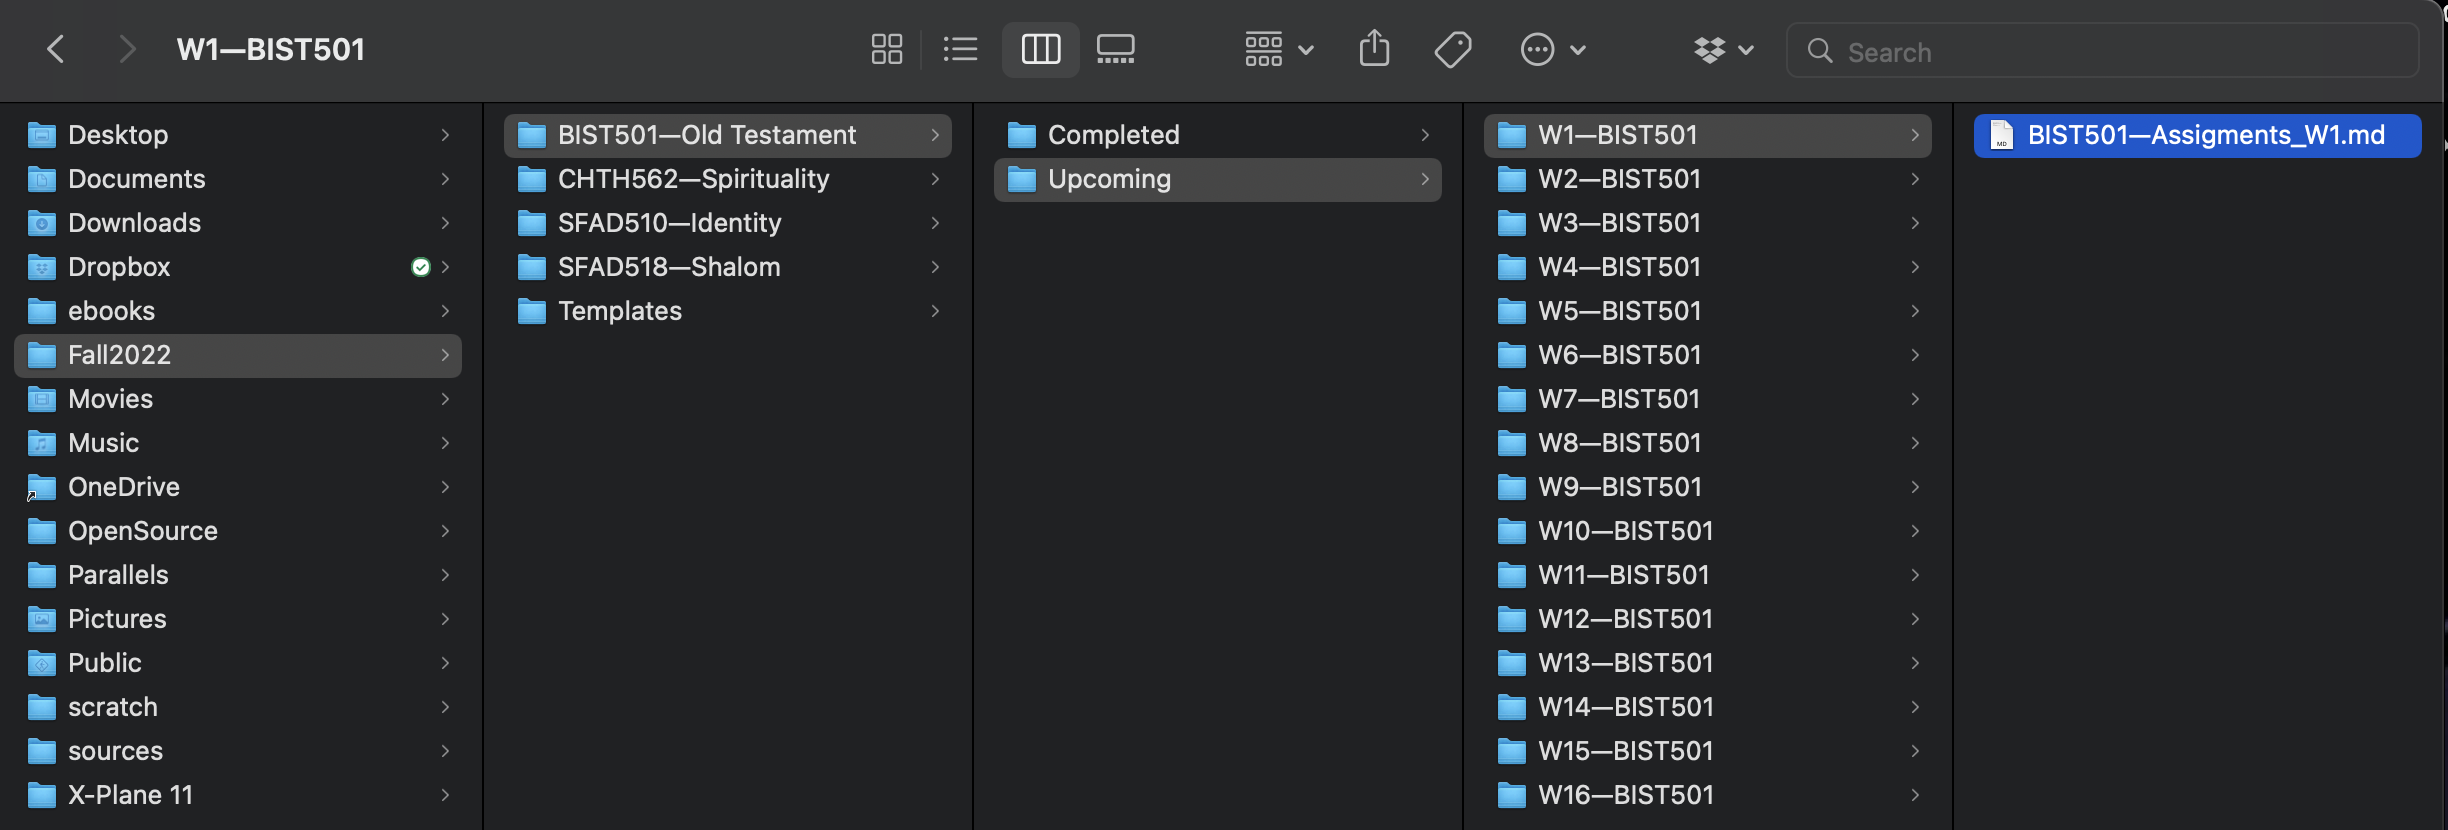 W1—BIST501
Search
Desktop
Documents
Downloads
Dropbox
ebooks
Fall2022
Movies
Music
OneDrive
OpenSource
Parallels
Pictures
Public
scratch
sources
X-Plane 11
BIST501—Old Testament
CHTH562—Spirituality
SFAD510—Identity
SFAD518—Shalom
Templates
Completed
Upcoming
W1—BIST501
W2—BIST501
W3—BIST501
W4—BIST501
W5—BIST501
W6—BIST501
W7—BIST501
W8—BIST501
W9—BIST501
W10—BIST501
W11—BIST501
W12—BIST501
W13—BIST501
W14—BIST501
W15—BIST501
W16—BIST501
MD
BIST501—Assigments_W1.md